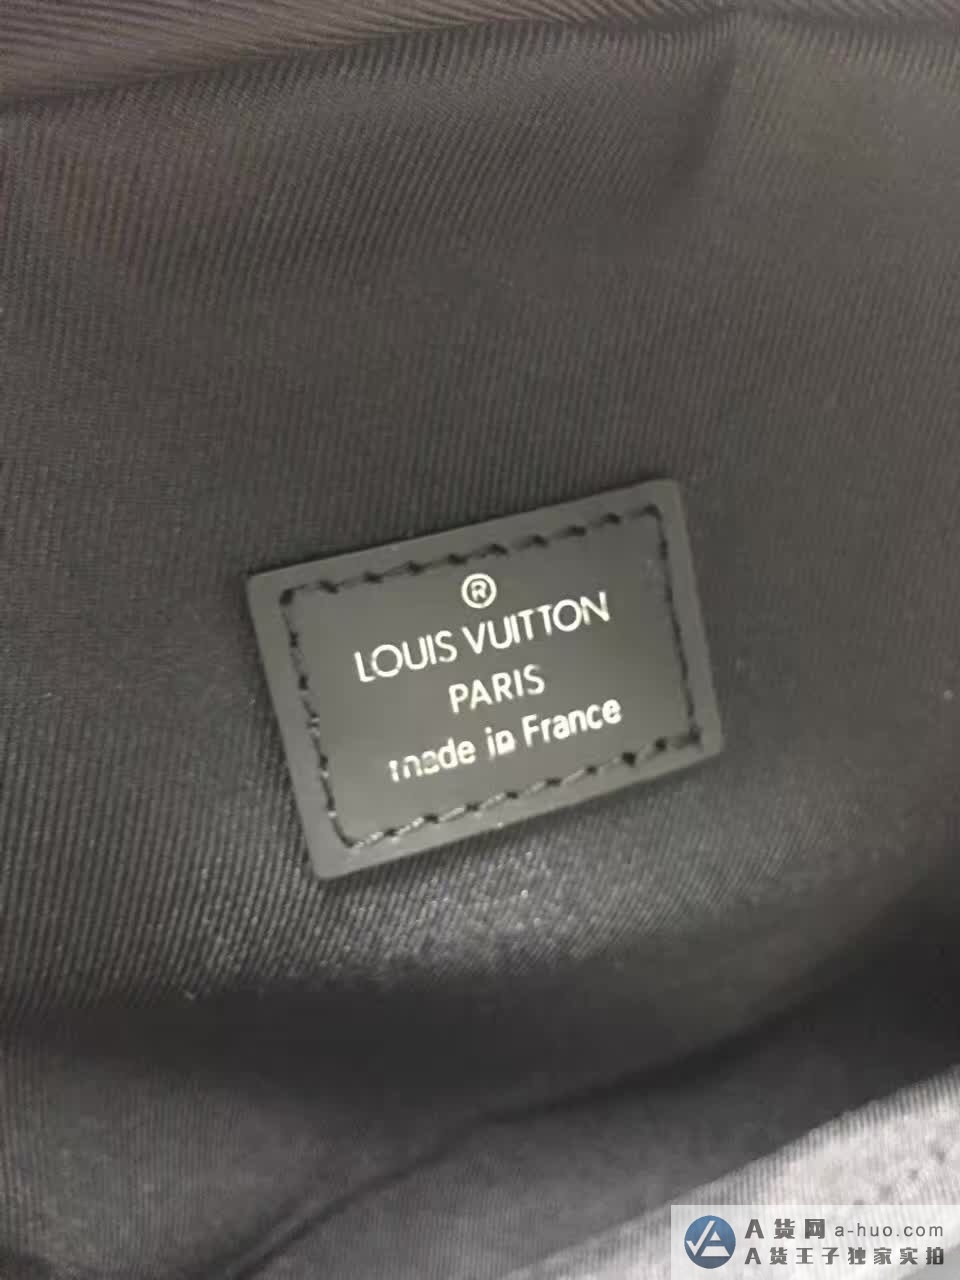 ®
LOUIS VUITTON
PARIS
made in France
A货网 a-huo.com
A货王子独家实拍